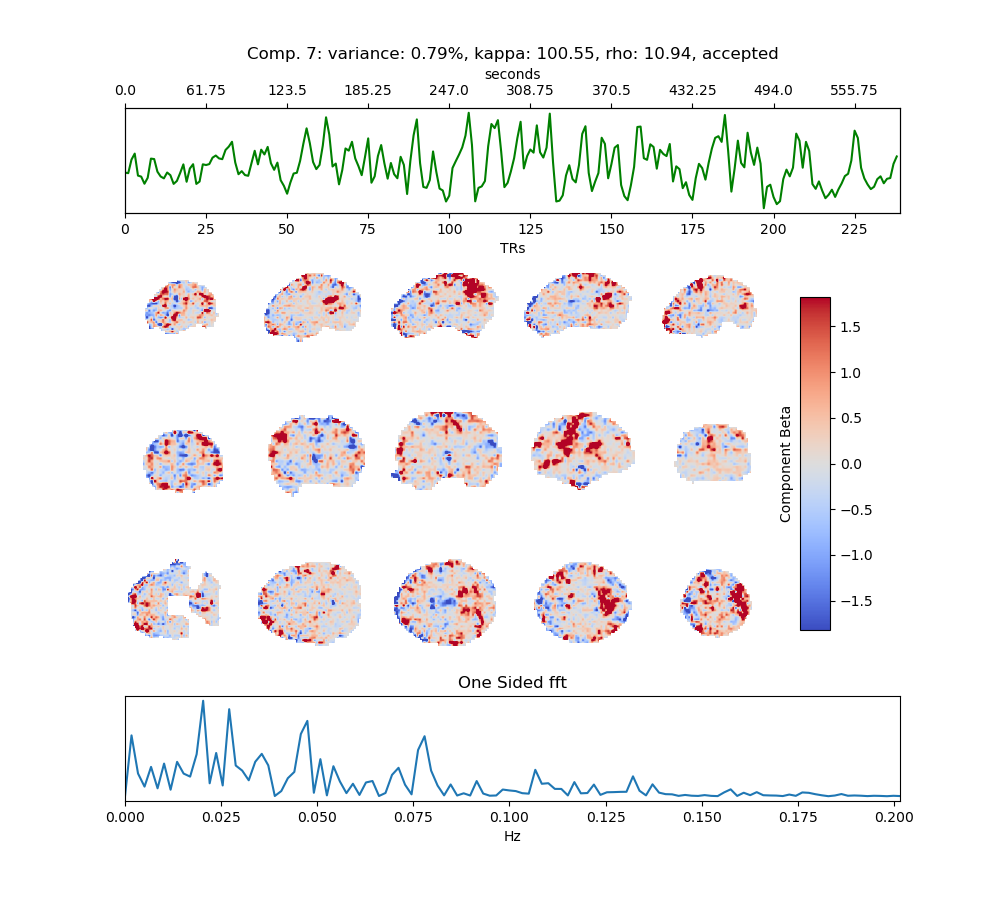 Comp. 7: variance: 0.79%, kappa: 100.55, rho: 10.94, accepted
seconds
0.0 61.75 123.5 185.25 247.0 308.75 370.5 432.25 494.0 555.75
0 25 50 75 100 125 150 175 200 225
TRs
1.5
1.0
0.5
0.0
−0.5
−1.0
−1.5
Component Beta
One Sided fft
0.000 0.025 0.050 0.075 0.100 0.125 0.150 0.175 0.200
Hz